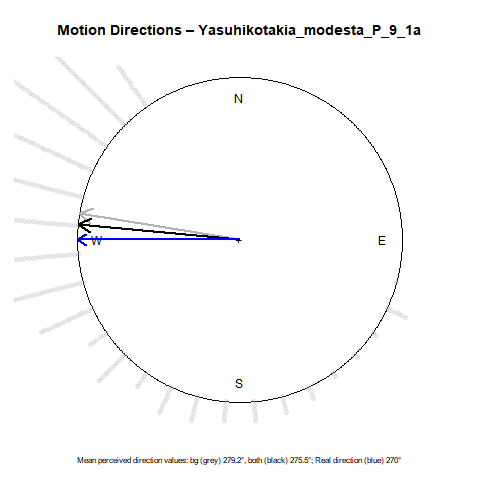 Motion Directions – Yasuhikotakia_modesta_P_9_1a
N
W
E
S
Mean perceived direction values: bg (grey) 279.2°, both (black) 275.5°; Real direction (blue) 270°